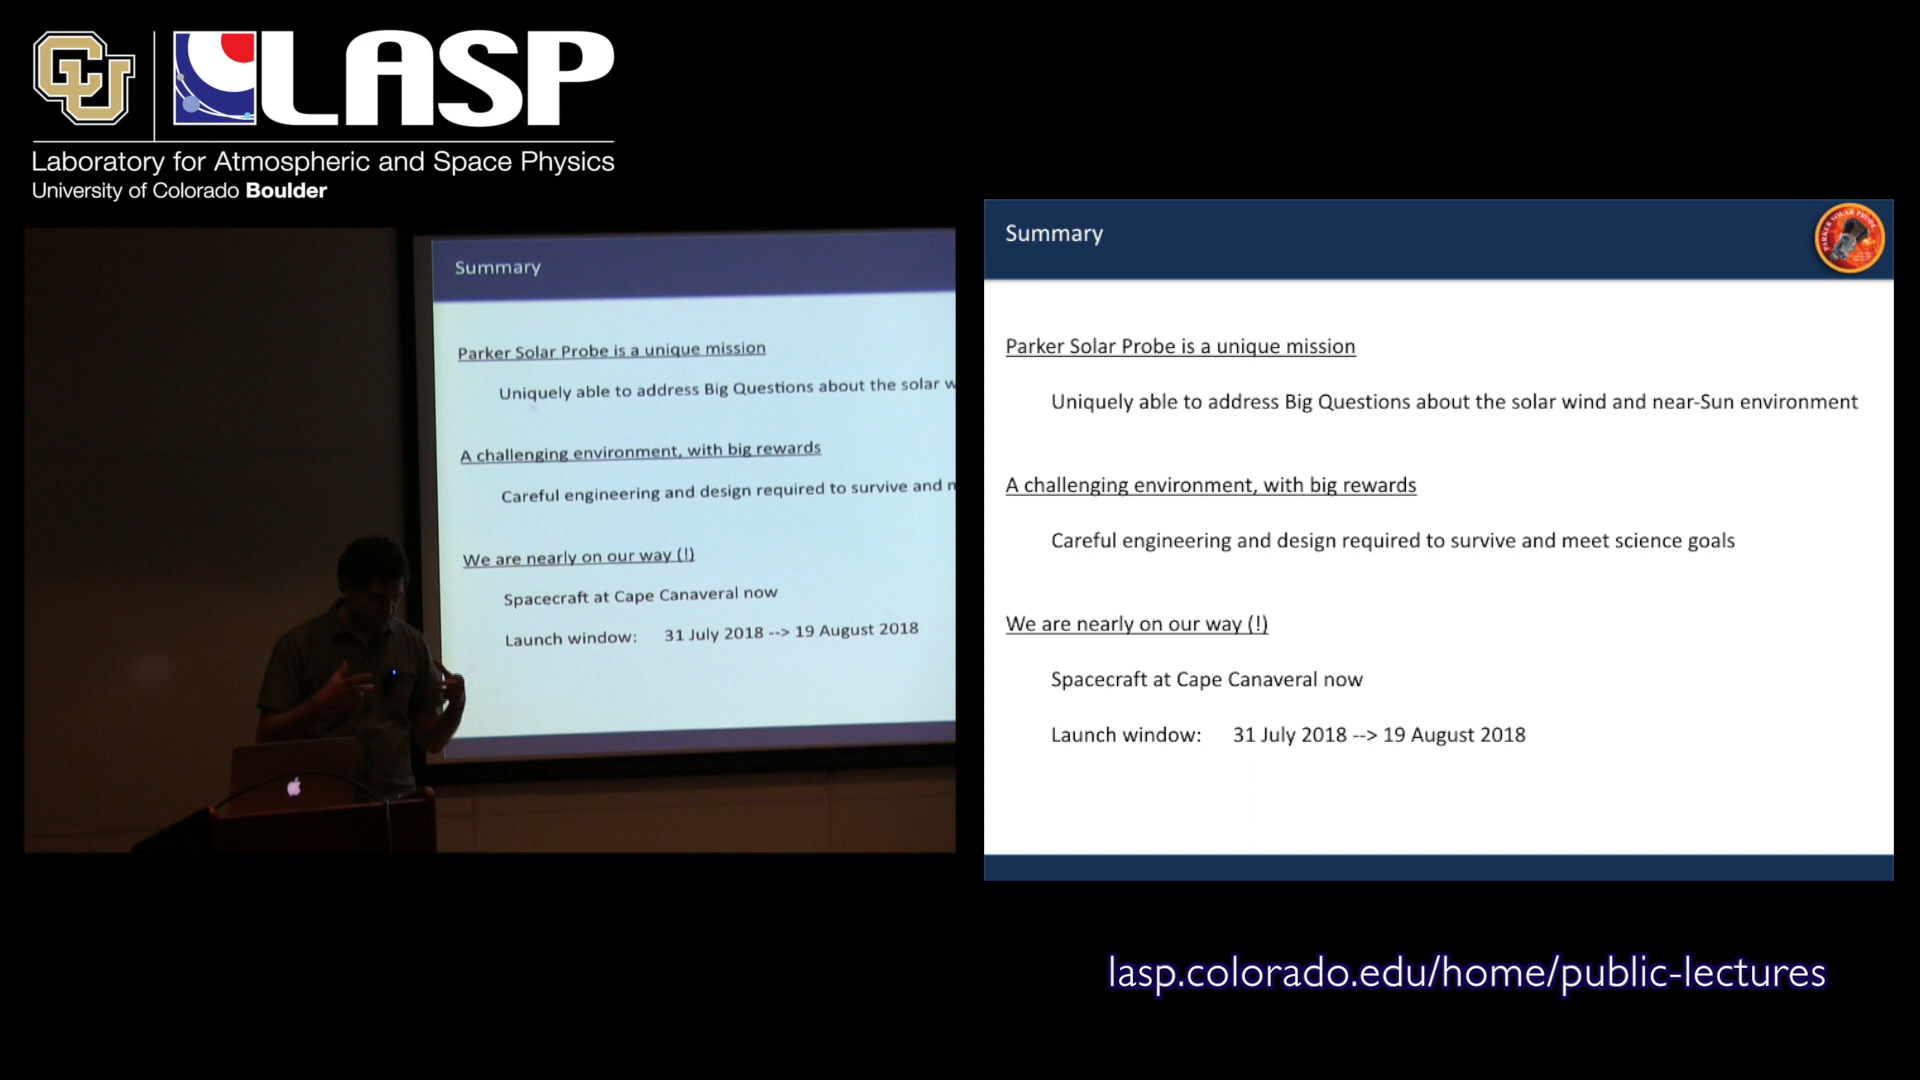 CU
LASP
Laboratory for Atmospheric and Space Physics
University of Colorado Boulder
Summary
Parker Solar Probe is a unique mission
Uniquely able to address Big Questions about the solar w
A challenging environment, with big rewards
Careful engineering and design required to survive and
We are nearly on our way (!)
Spacecraft at Cape Canaveral now
Launch window: 31 July 2018 --> 19 August 2018
Summary
PARKER SOLAR PROBE
Parker Solar Probe is a unique mission
Uniquely able to address Big Questions about the solar wind and near-Sun environment
A challenging environment, with big rewards
Careful engineering and design required to survive and meet science goals
We are nearly on our way (!)
Spacecraft at Cape Canaveral now
Launch window: 31 July 2018 --> 19 August 2018
lasp.colorado.edu/home/public-lectures